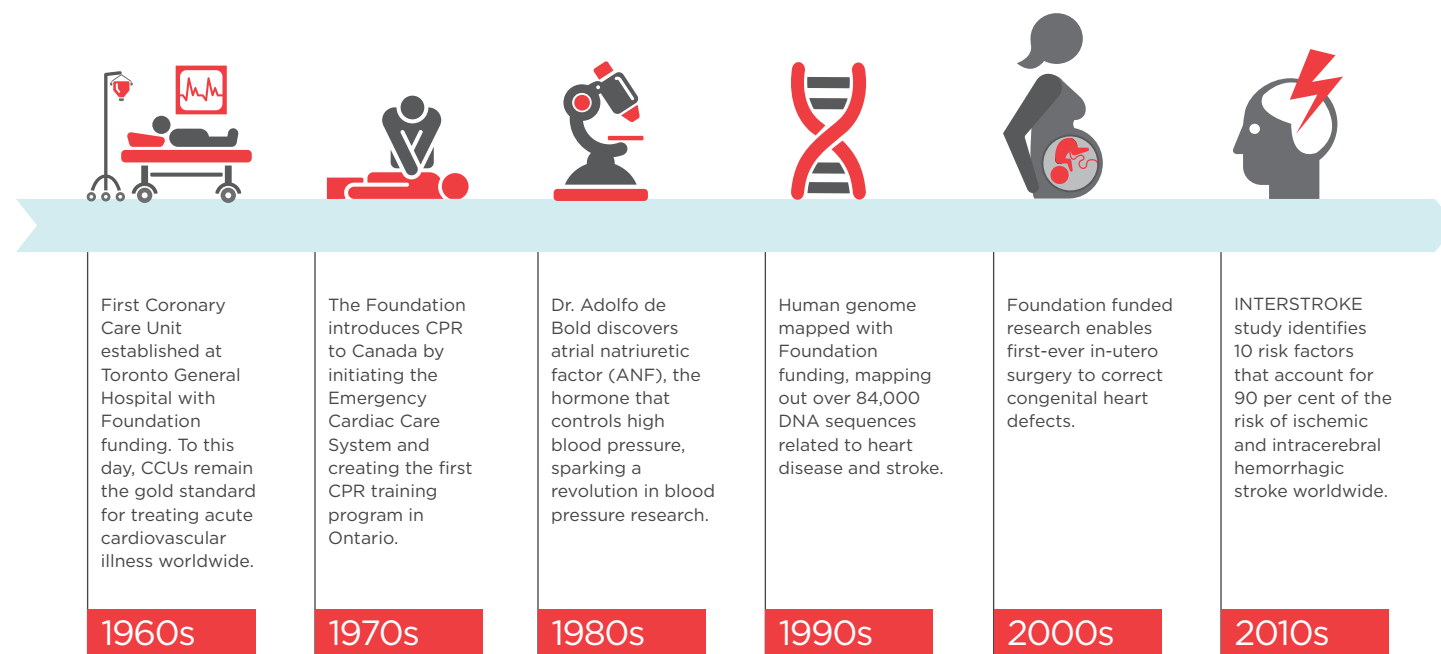 First Coronary
Care Unit
established at
Toronto General
Hospital with
Foundation
funding. To this
day, CCUs remain
the gold standard
for treating acute
cardiovascular
illness worldwide.
1960s
The Foundation
introduces CPR
to Canada by
initiating the
Emergency
Cardiac Care
System and
creating the first
CPR training
program in
Ontario.
1970s
Dr. Adolfo de
Bold discovers
atrial natriuretic
factor (ANF), the
hormone that
controls high
blood pressure,
sparking a
revolution in blood
pressure research.
1980s
Human genome
mapped with
Foundation
funding, mapping
out over 84,000
DNA sequences
related to heart
disease and stroke.
1990s
Foundation funded
research enables
first-ever in-utero
surgery to correct
congenital heart
defects.
2000s
INTERSTROKE
study identifies
10 risk factors
that account for
90 per cent of the
risk of ischemic
and intracerebral
hemorrhagic
stroke worldwide.
2010s